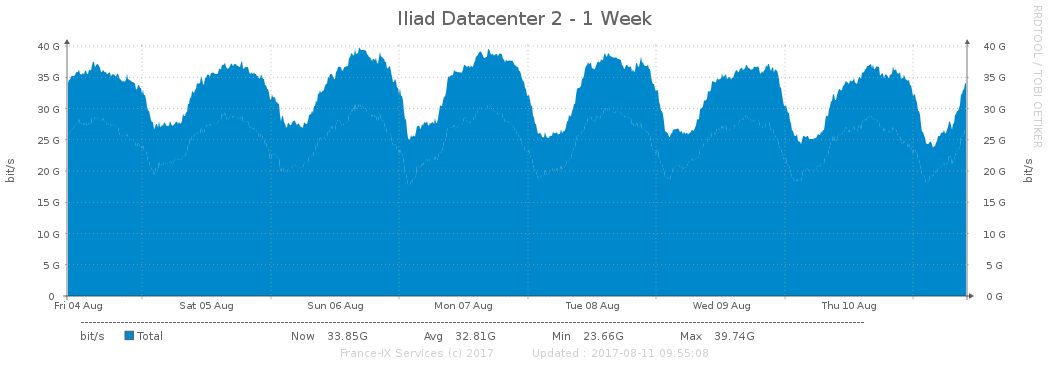 Iliad Datacenter 2 - 1 Week
RRDTOOL / TOBI OETIKER
40 G 40 G
35 G 35 G
30 G 30 G
25 G 25 G
20 G 20 G
15 G 15 G
10 G 10 G
5 G 5 G
0 0 G
bit/s bit/s
Fri 04 Aug Sat 05 Aug Sun 06 Aug Mon 07 Aug Tue 08 Aug Wed 09 Aug Thu 10 Aug
bit/s Total Now 33.85G Avg 32.81G Min 23.66G Max 39.74G
France-IX Services (c) 2017 Updated : 2017-08-11 09:55:08